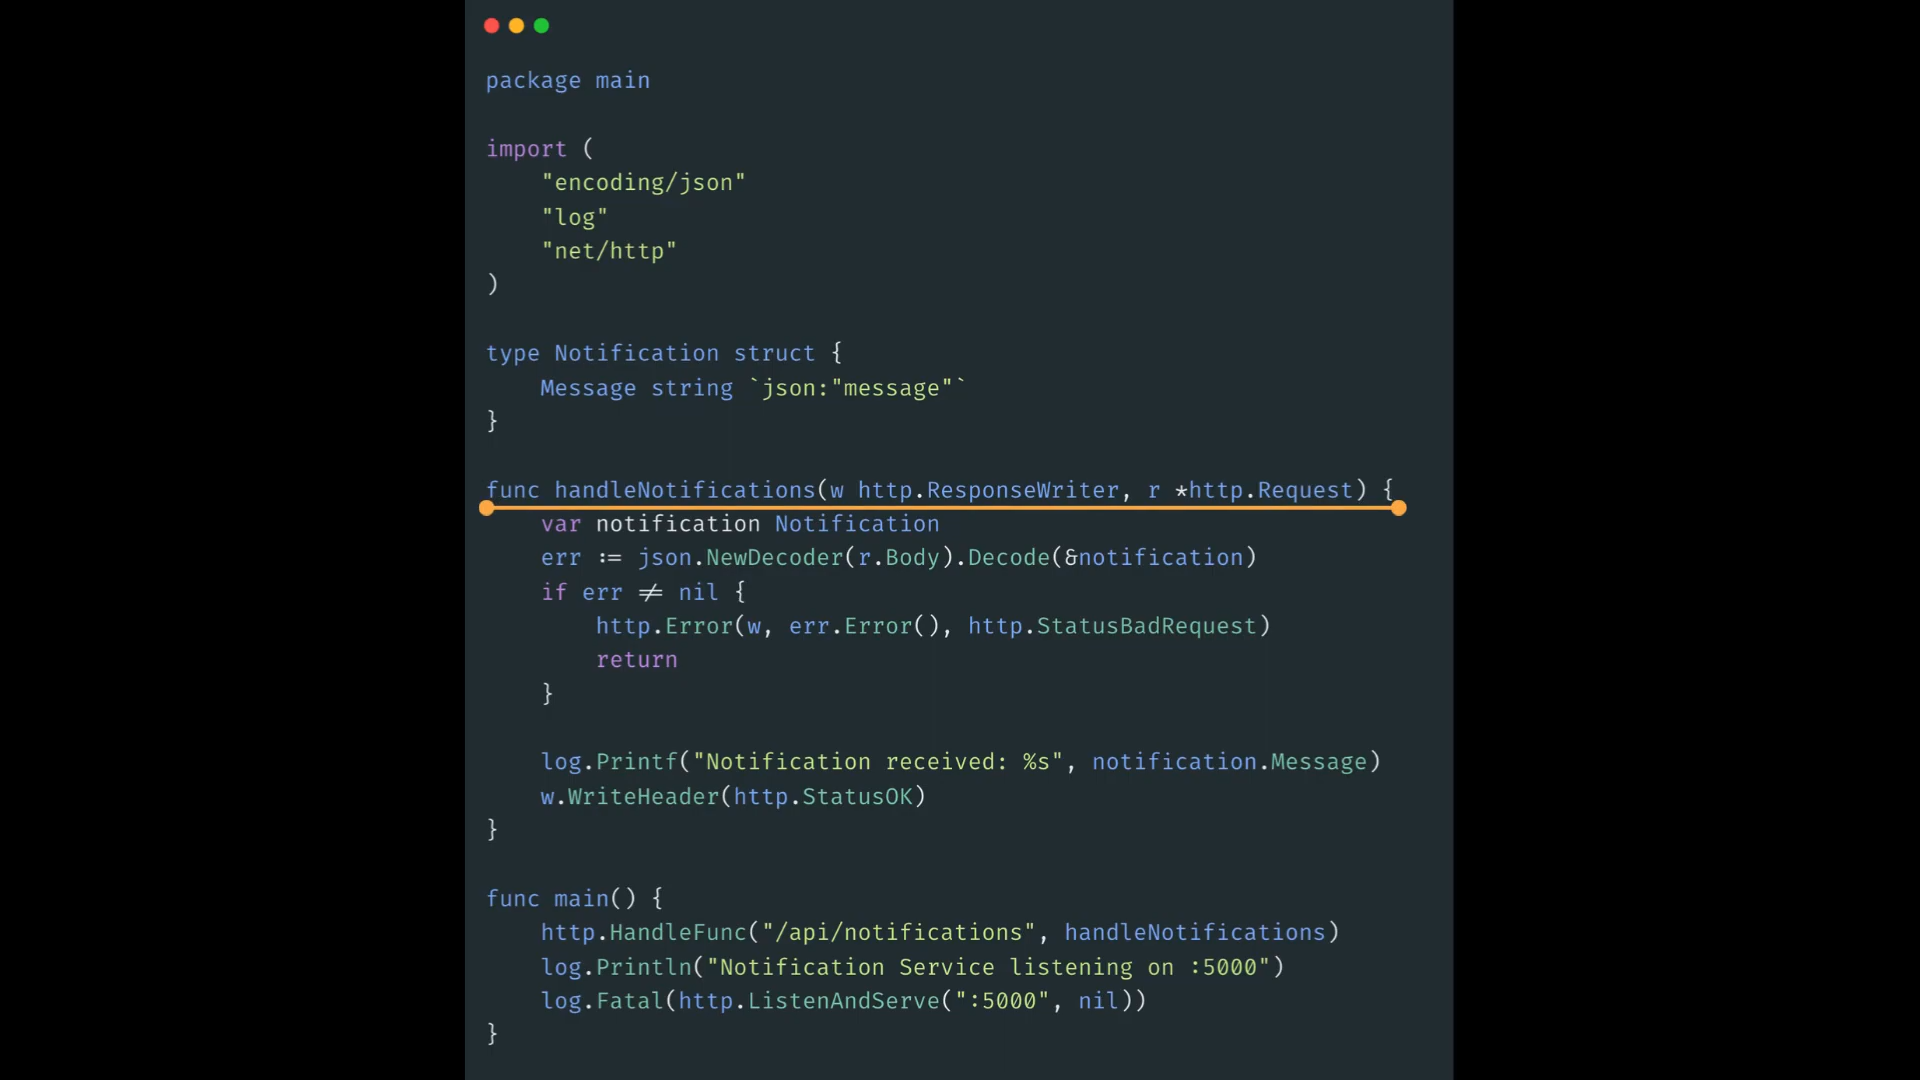 package main
import (
"encoding/json"
"log"
"net/http"
)
type Notification struct {
Message string `json:"message"`
}
func handleNotifications(w http.ResponseWriter, r *http.Request) {
var notification Notification
err := json.NewDecoder(r.Body).Decode(&notification)
if err != nil {
http.Error(w, err.Error(), http.StatusBadRequest)
return
}
log.Printf("Notification received: %s", notification.Message)
w.WriteHeader(http.StatusOK)
}
func main() {
http.HandleFunc("/api/notifications", handleNotifications)
log.Println("Notification Service listening on :5000")
log.Fatal(http.ListenAndServe(":5000", nil))
}